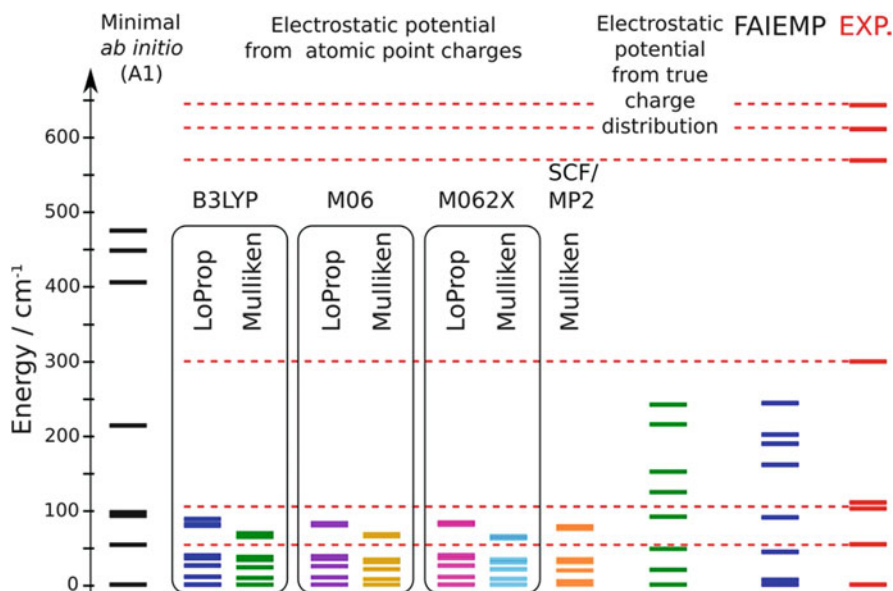 Minimal
ab initio
(A1)
Electrostatic potential
from atomic point charges
Electrostatic
potential
from true
charge
distribution
FAIEMP
EXP.
Energy / cm⁻¹
600
500
400
300
200
100
0
B3LYP
M06
M062X
SCF/
MP2
LoProp
Mulliken
LoProp
Mulliken
LoProp
Mulliken
Mulliken